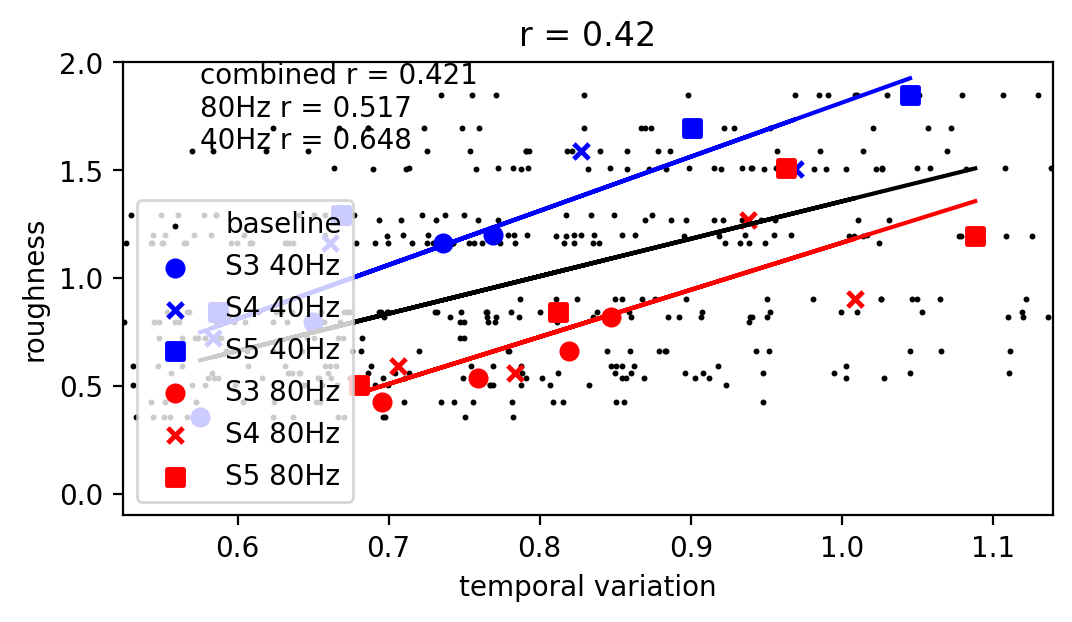 r = 0.42
combined r = 0.421
80Hz r = 0.517
40Hz r = 0.648
2.0
1.5
1.0
0.5
0.0
roughness
baseline
S3 40Hz
S4 40Hz
S5 40Hz
S3 80Hz
S4 80Hz
S5 80Hz
0.6 0.7 0.8 0.9 1.0 1.1
temporal variation